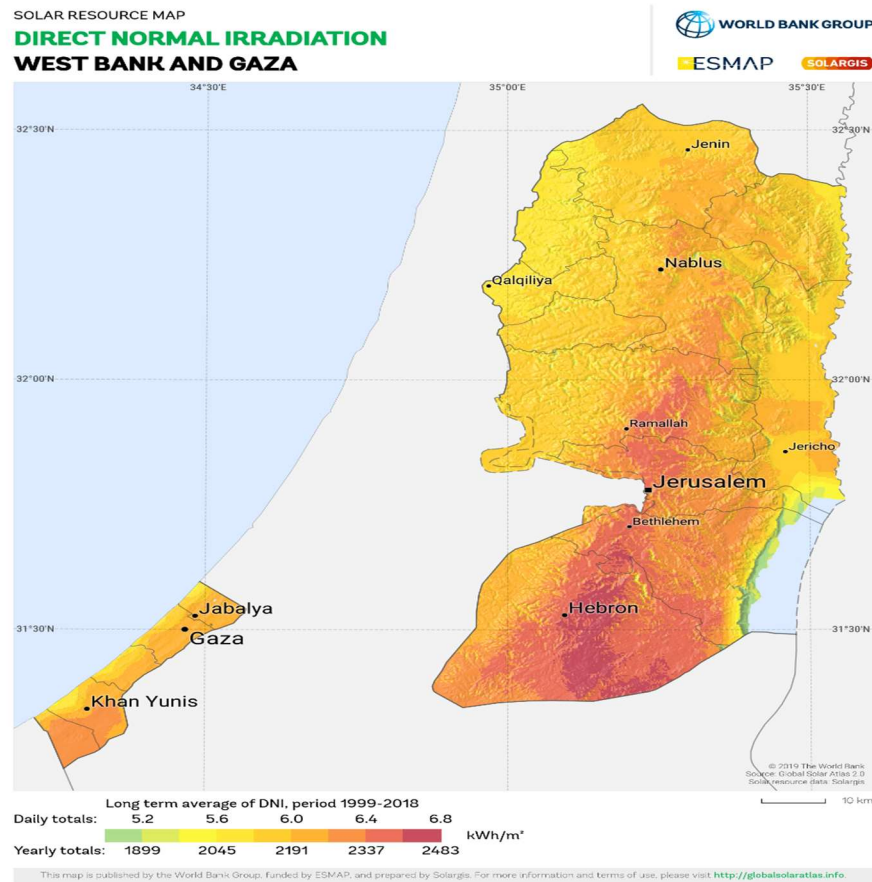 SOLAR RESOURCE MAP
DIRECT NORMAL IRRADIATION
WEST BANK AND GAZA
WORLD BANK GROUP
ESMAP
SOLARGIS
34°30'E 35°00'E 35°30'E
32°30'N 32°30'N
Jenin
Nablus
Qalqiliya
32°00'N 32°00'N
Ramallah
Jericho
Jerusalem
Bethlehem
Jabalya
Hebron
31°30'N 31°30'N
Gaza
Khan Yunis
© 2019 The World Bank
Source: Global Solar Atlas 2.0
Solar resource data: Solargis
10 km
Long term average of DNI, period 1999-2018
Daily totals: 5.2 5.6 6.0 6.4 6.8
kWh/m²
Yearly totals: 1899 2045 2191 2337 2483
This map is published by the World Bank Group, funded by ESMAP, and prepared by Solargis. For more information and terms of use, please visit http://globalsolaratlas.info.